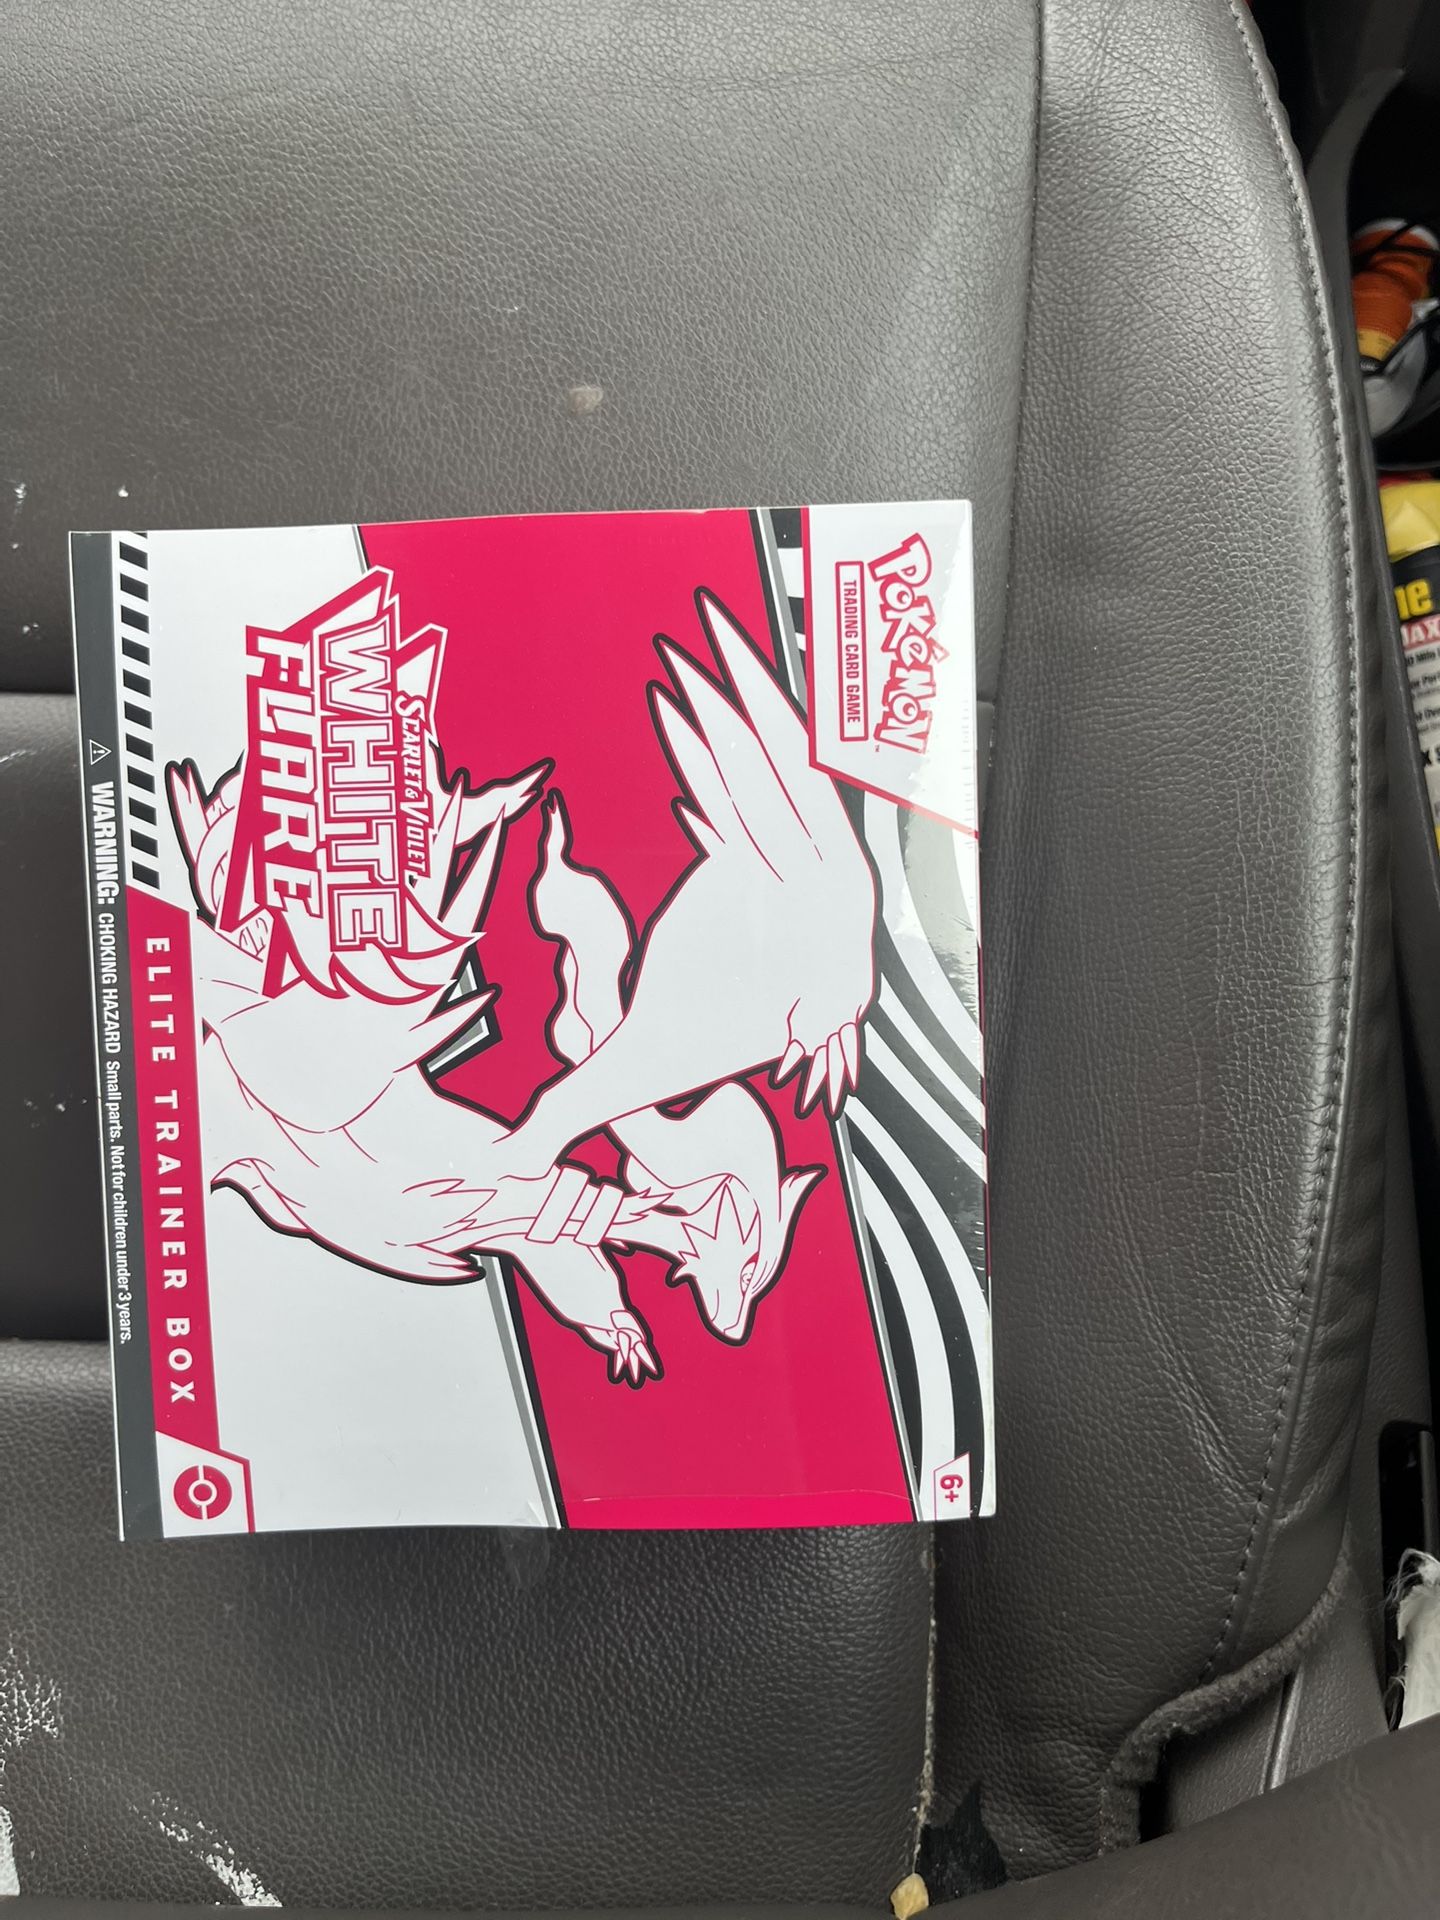 POKéMON™
TRADING CARD GAME
SCARLET & VIOLET
WHITE
FLARE
ELITE TRAINER BOX
6+
⚠ WARNING: CHOKING HAZARD Small parts. Not for children under 3 years.